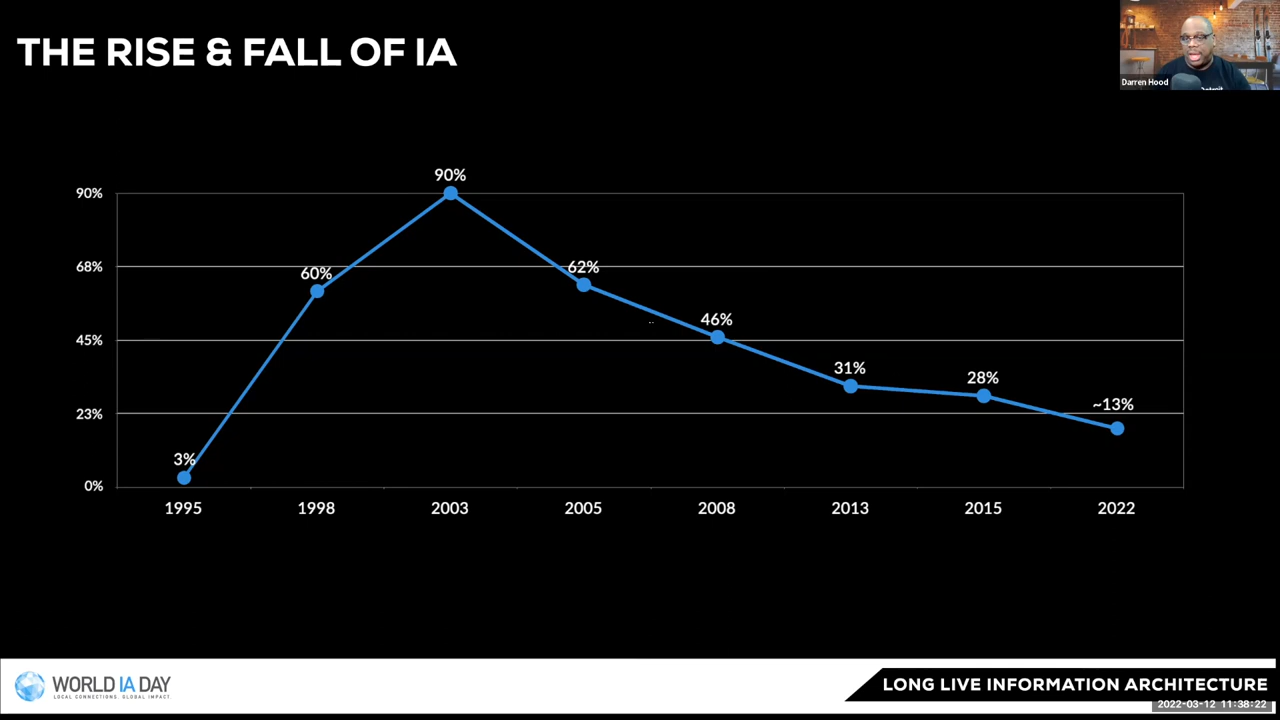 THE RISE & FALL OF IA
Darren Hood
90%
68%
45%
23%
0%
3%
60%
90%
62%
46%
31%
28%
~13%
1995 1998 2003 2005 2008 2013 2015 2022
WORLD IA DAY
LOCAL CONNECTIONS. GLOBAL IMPACT.
LONG LIVE INFORMATION ARCHITECTURE
2022-03-12 11:38:22